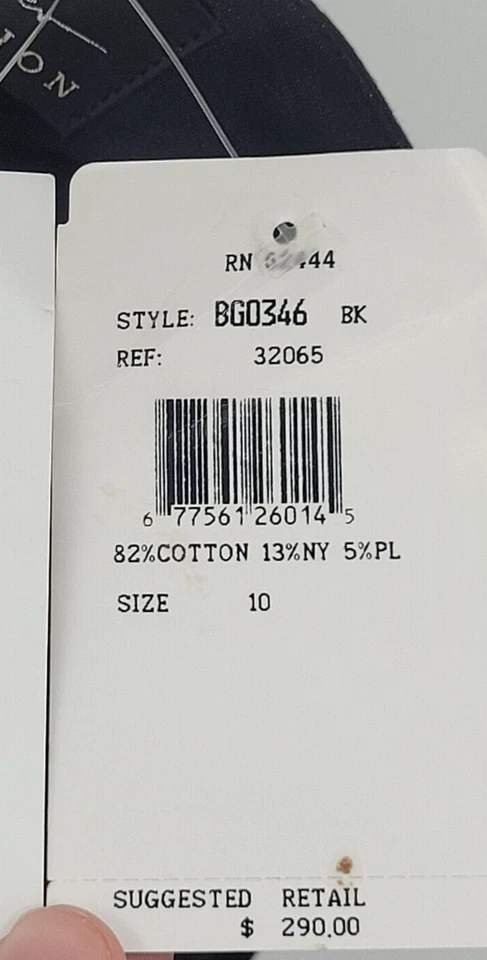 ION
RN
STYLE: BG0346 BK
REF: 32065
6 77561 26014 5
82%COTTON 13%NY 5%PL
SIZE 10
SUGGESTED RETAIL
$ 290.00